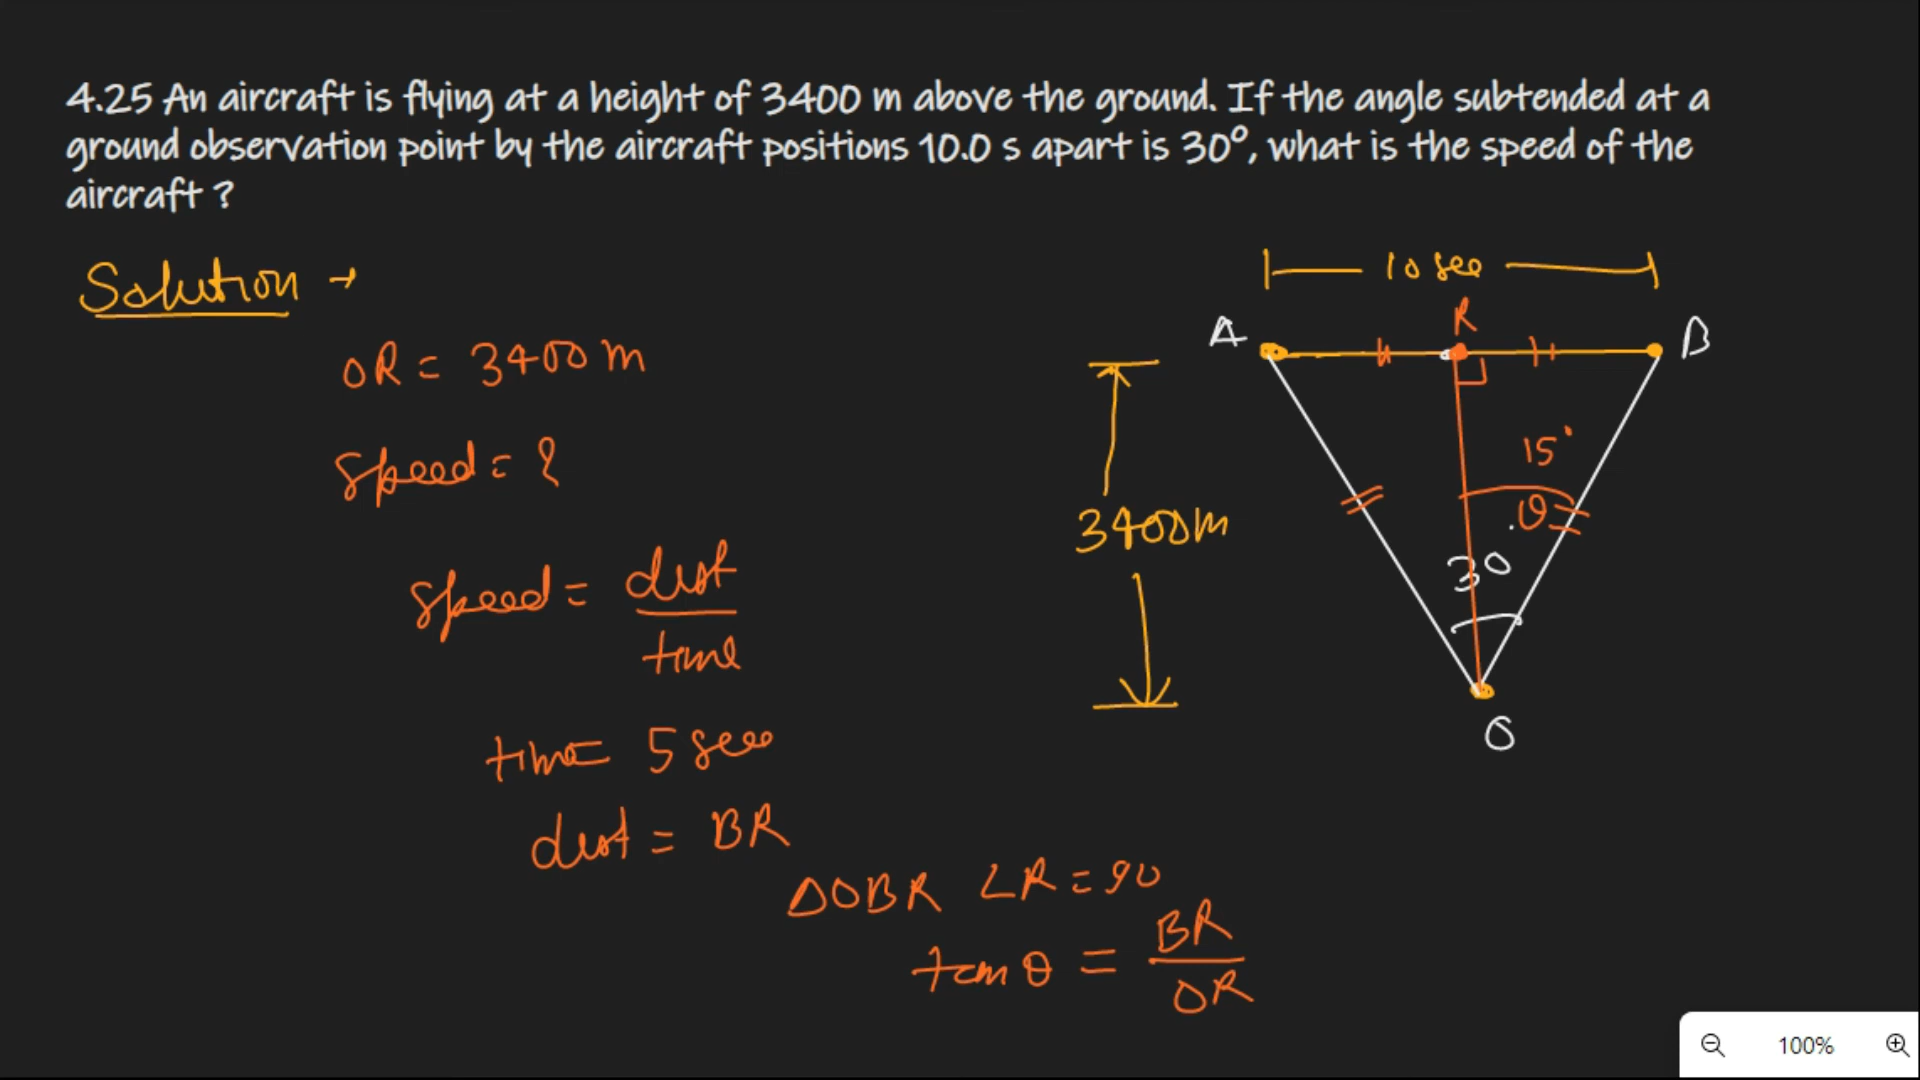 4.25 An aircraft is flying at a height of 3400 m above the ground. If the angle subtended at a
ground observation point by the aircraft positions 10.0 s apart is 30°, what is the speed of the
aircraft ?
Solution →
10 sec
A
R
B
OR = 3400 m
Speed = ?
15°
θ
3400m
30
Speed = dist
time
O
time = 5 sec
dist = BR
ΔOBR ∠R = 90
tan θ = BR
OR
100%